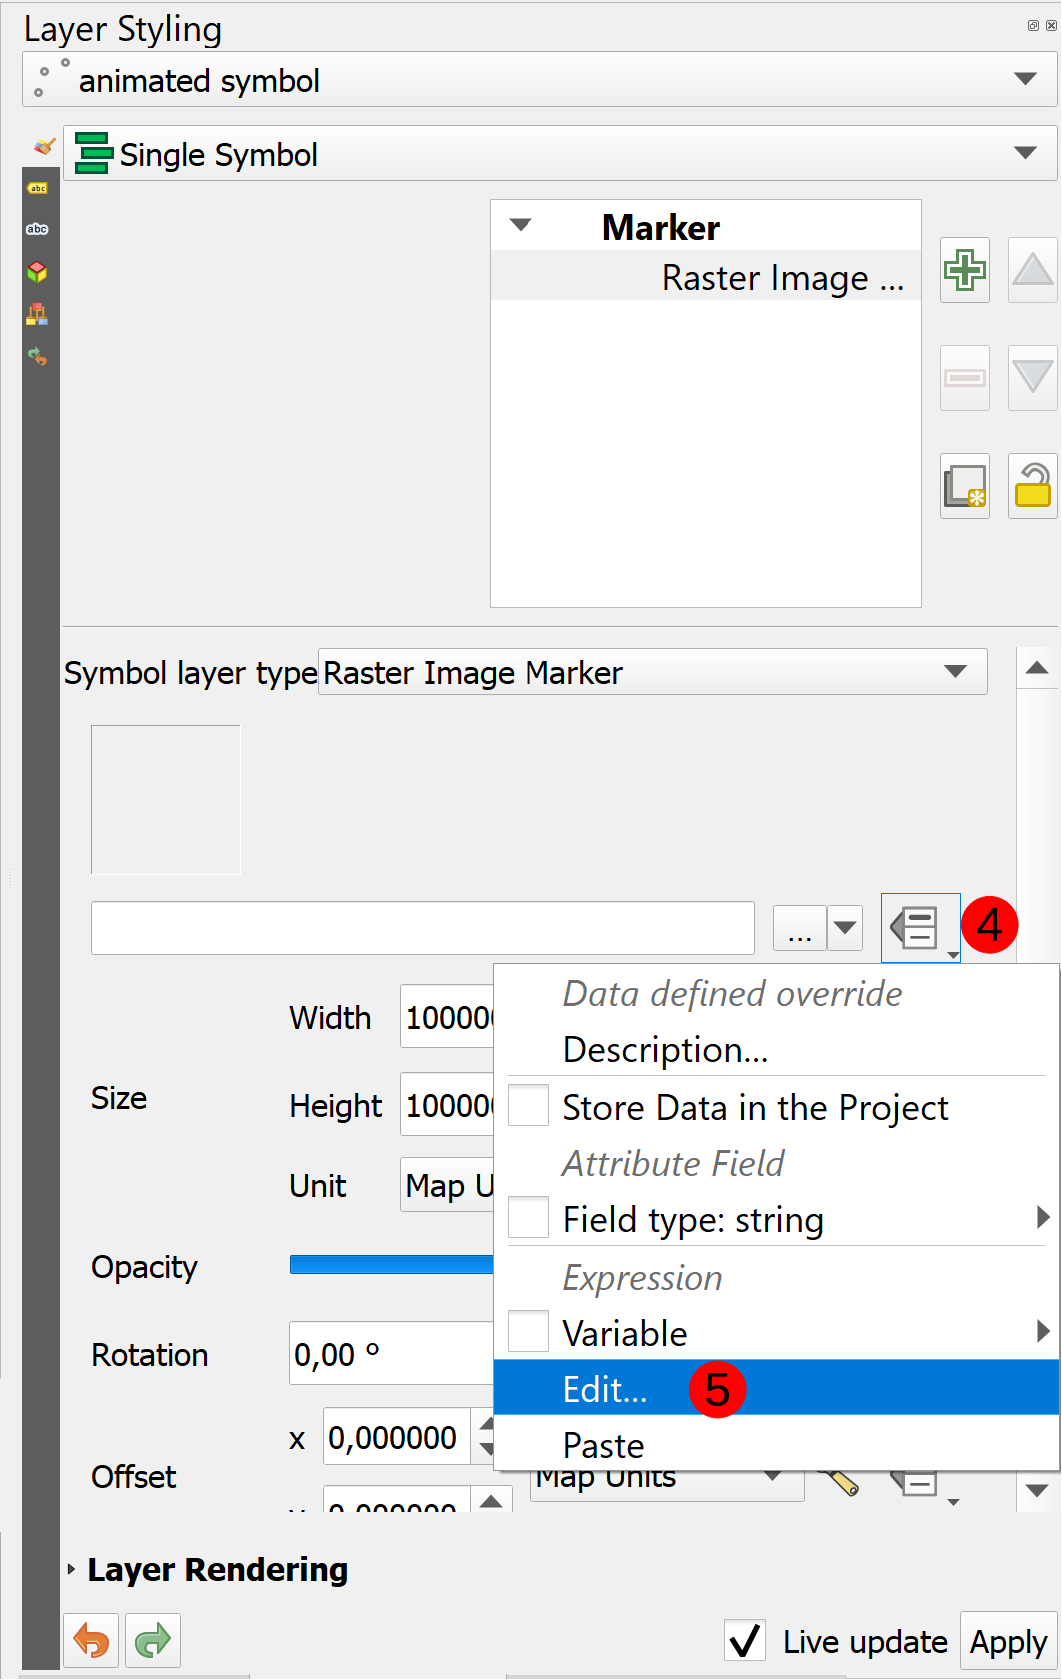 Layer Styling
animated symbol
Single Symbol
abc
abc
Marker
Raster Image ...
Symbol layer type Raster Image Marker
...
4
Data defined override
Description...
Store Data in the Project
Attribute Field
Field type: string
Expression
Variable
Edit... 5
Paste
Size
Width 10000
Height 10000
Unit Map U
Opacity
Rotation 0,00 °
Offset
x 0,000000
Map Units
Layer Rendering
Live update
Apply